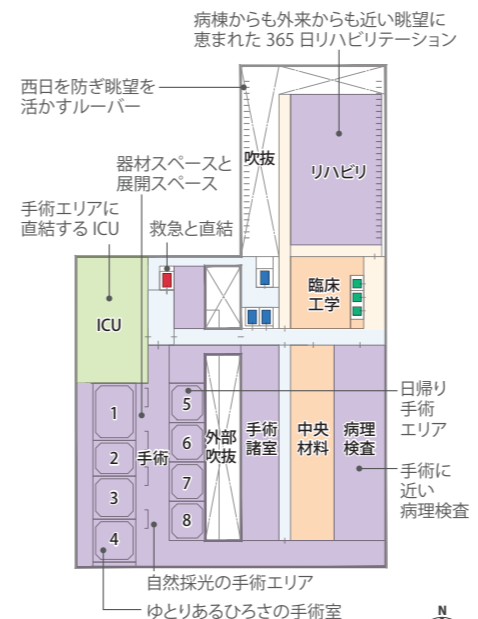 病棟からも外来からも近い眺望に
恵まれた 365 日リハビリテーション
西日を防ぎ眺望を
活かすルーバー
吹抜
リハビリ
器材スペースと
展開スペース
手術エリアに
直結する ICU
救急と直結
臨床
工学
ICU
日帰り
手術
エリア
1
2
3
4
手術
5
6
7
8
外部
吹抜
手術
諸室
中央
材料
病理
検査
手術に
近い
病理検査
自然採光の手術エリア
ゆとりあるひろさの手術室
N